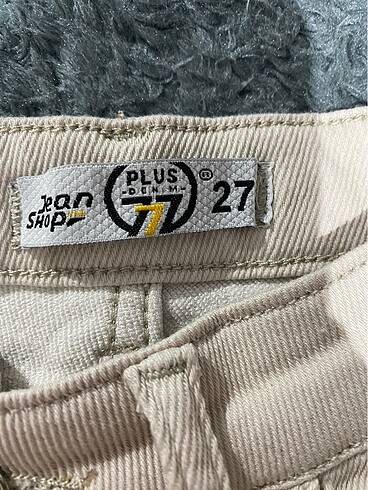 Jean
SHOP
PLUS
DENIM
77
®
27